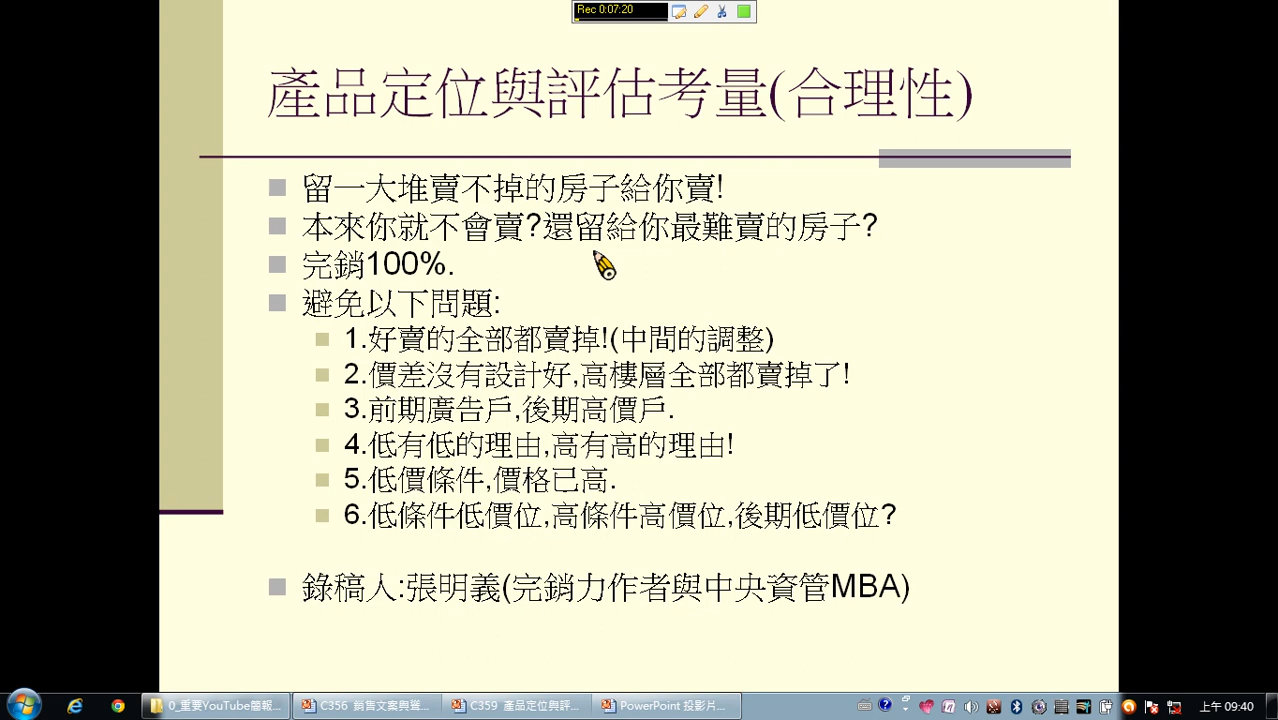 Rec 0:07:20
產品定位與評估考量(合理性)
留一大堆賣不掉的房子給你賣!
本來你就不會賣?還留給你最難賣的房子?
完銷100%.
避免以下問題:
1.好賣的全部都賣掉!(中間的調整)
2.價差沒有設計好,高樓層全部都賣掉了!
3.前期廣告戶,後期高價戶.
4.低有低的理由,高有高的理由!
5.低價條件,價格已高.
6.低條件低價位,高條件高價位,後期低價位?
錄稿人:張明義(完銷力作者與中央資管MBA)
0_重要YouTube簡報...
C356 銷售文案與...
C359 產品定位與評...
PowerPoint 投影片...
上午 09:40